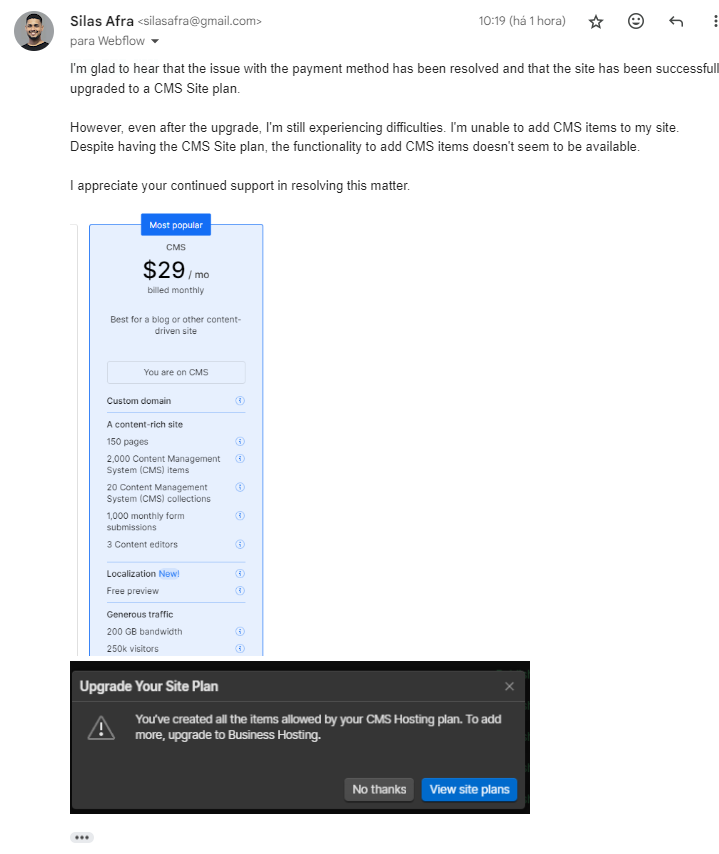 Silas Afra <silasafra@gmail.com>
10:19 (há 1 hora)
para Webflow
I'm glad to hear that the issue with the payment method has been resolved and that the site has been successfull
upgraded to a CMS Site plan.
However, even after the upgrade, I'm still experiencing difficulties. I'm unable to add CMS items to my site.
Despite having the CMS Site plan, the functionality to add CMS items doesn't seem to be available.
I appreciate your continued support in resolving this matter.
Most popular
CMS
$29 / mo
billed monthly
Best for a blog or other content-
driven site
You are on CMS
Custom domain
A content-rich site
150 pages
2,000 Content Management
System (CMS) items
20 Content Management
System (CMS) collections
1,000 monthly form
submissions
3 Content editors
Localization New!
Free preview
Generous traffic
200 GB bandwidth
250k visitors
Upgrade Your Site Plan
You've created all the items allowed by your CMS Hosting plan. To add
more, upgrade to Business Hosting.
No thanks
View site plans